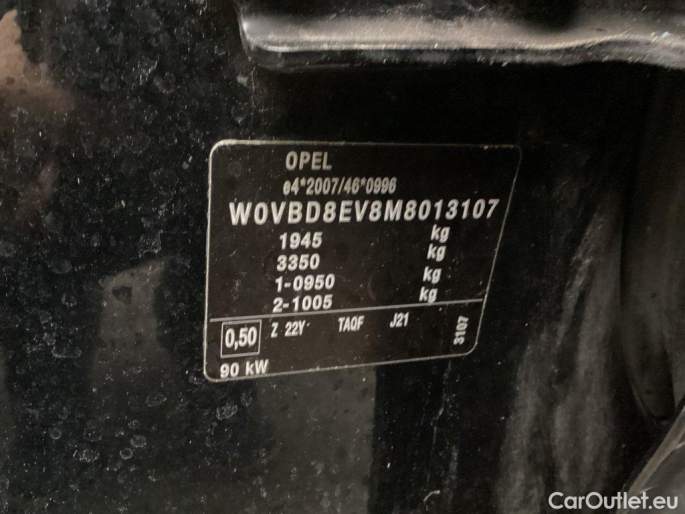 OPEL
e4*2007/46*0996
W0VBD8EV8M8013107
1945 kg
3350 kg
1-0950 kg
2-1005 kg
0,50 Z 22Y TAQF J21 3107
90 kW
CarOutlet.eu